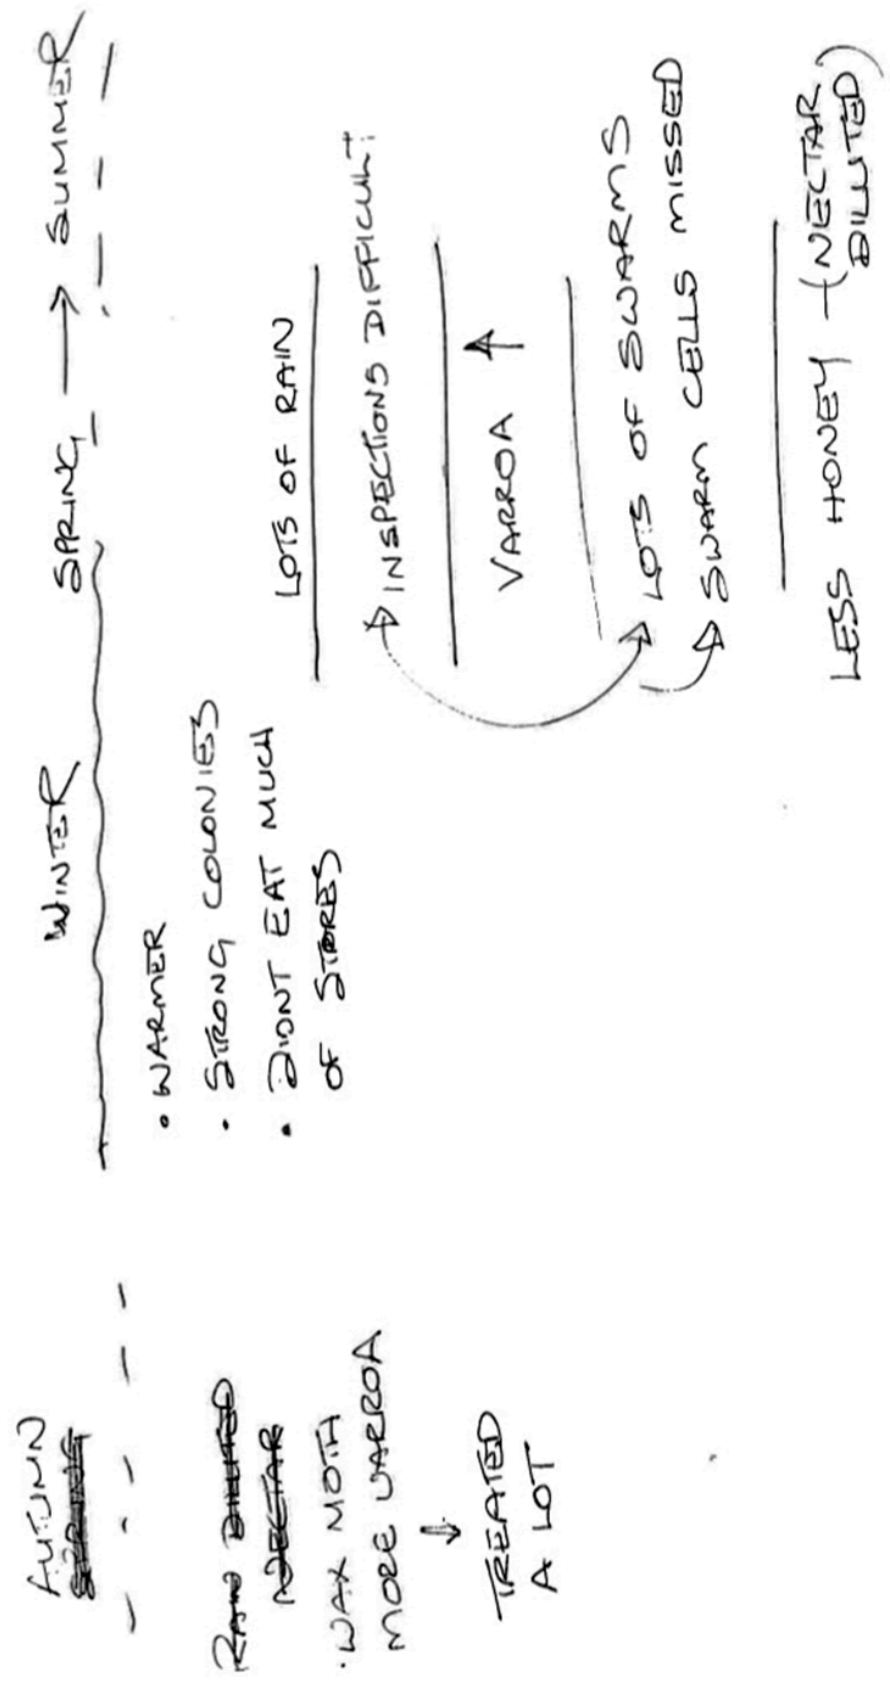 AUTUMN
WINTER
SPRING → SUMMER
RAIN DILUTED
NECTAR
· WAX MOTH
MORE VARROA
↓
TREATED
A LOT
• WARMER
• STRONG COLONIES
• DIDNT EAT MUCH
OF STORES
LOTS OF RAIN
INSPECTIONS DIFFICULT!
VARROA ↑
LOTS OF SWARMS
SWARM CELLS MISSED
LESS HONEY – (NECTAR
DILUTED)